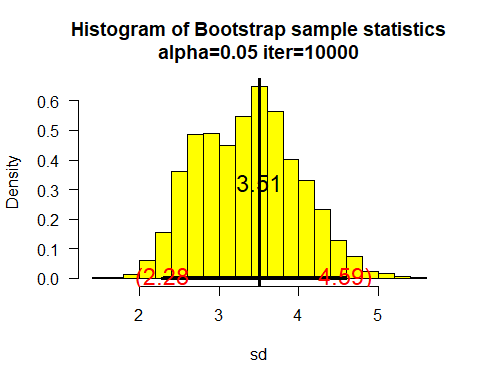 Histogram of Bootstrap sample statistics
alpha=0.05 iter=10000
Density
0.6
0.5
0.4
0.3
0.2
0.1
0.0
3.51
(2.28
4.59)
2 3 4 5
sd